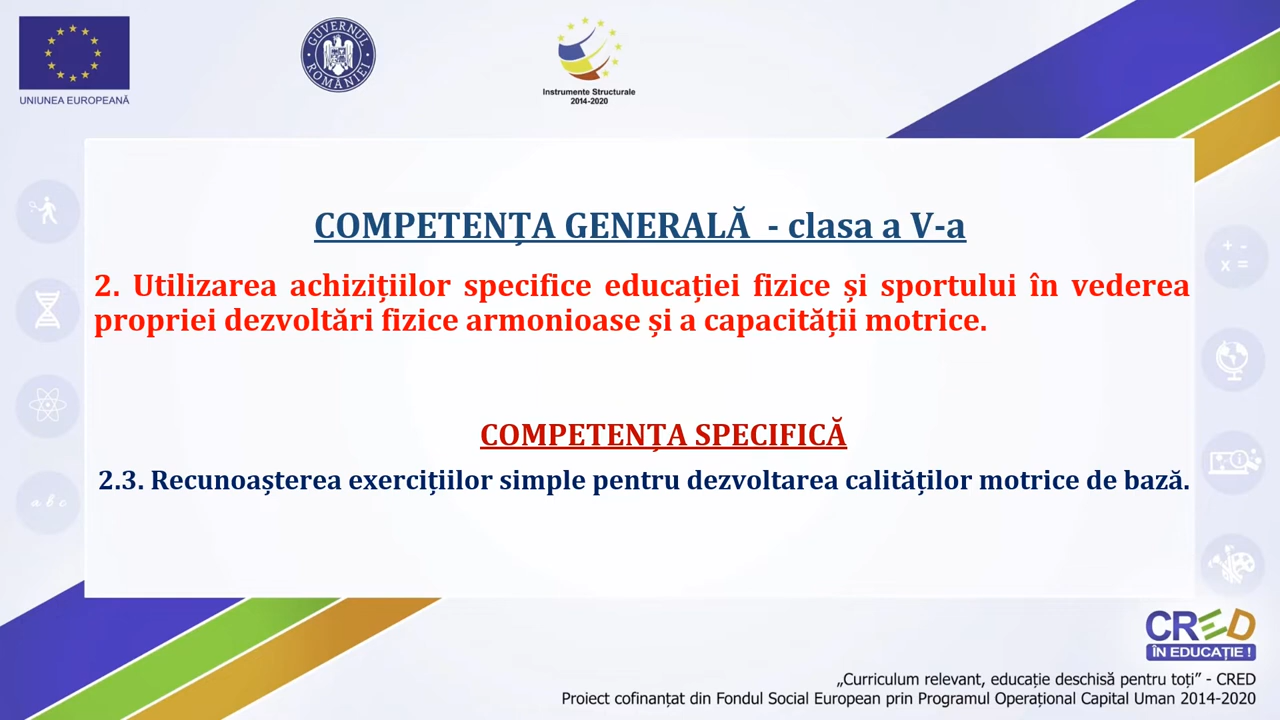 UNIUNEA EUROPEANĂ
GUVERNUL ROMÂNIEI
Instrumente Structurale
2014-2020
COMPETENȚA GENERALĂ - clasa a V-a
2. Utilizarea achizițiilor specifice educației fizice și sportului în vederea
propriei dezvoltări fizice armonioase și a capacității motrice.
COMPETENȚA SPECIFICĂ
2.3. Recunoașterea exercițiilor simple pentru dezvoltarea calităților motrice de bază.
+ -
x =
a b c
CRED
ÎN EDUCAȚIE !
„Curriculum relevant, educație deschisă pentru toți” - CRED
Proiect cofinanțat din Fondul Social European prin Programul Operațional Capital Uman 2014-2020